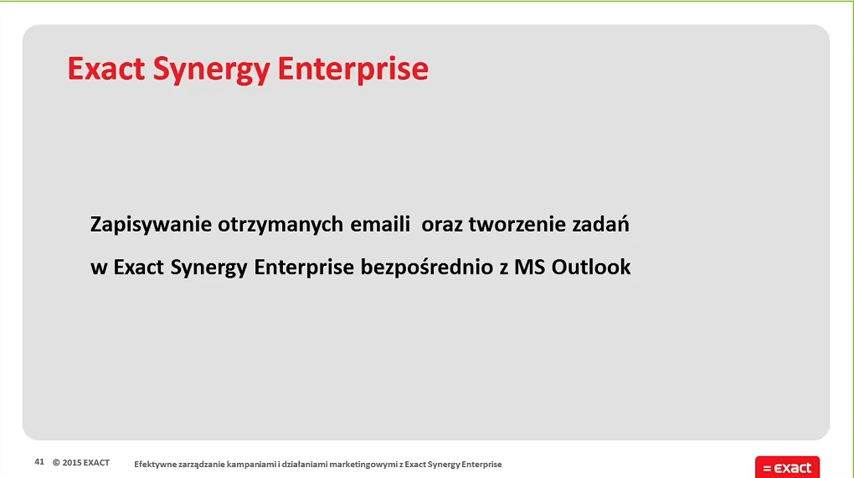 Exact Synergy Enterprise
Zapisywanie otrzymanych emaili oraz tworzenie zadań
w Exact Synergy Enterprise bezpośrednio z MS Outlook
41 © 2015 EXACT Efektywne zarządzanie kampaniami i działaniami marketingowymi z Exact Synergy Enterprise
= exact